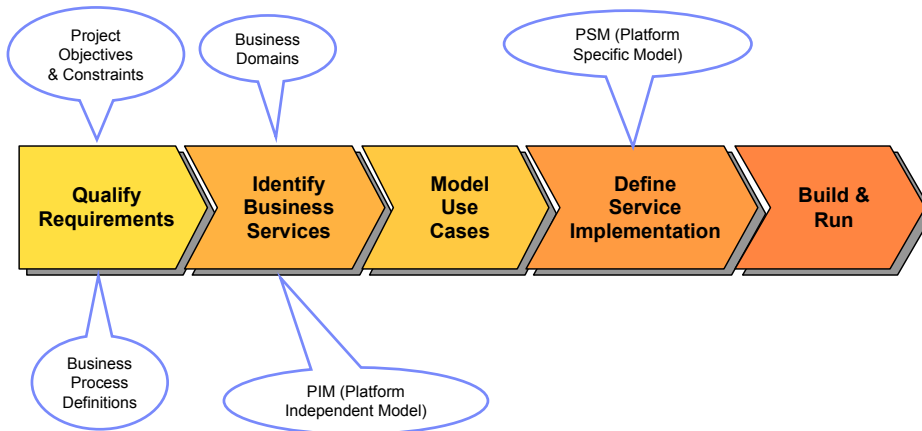 Project
Objectives
& Constraints
Business
Domains
PSM (Platform
Specific Model)
Qualify
Requirements
Identify
Business
Services
Model
Use
Cases
Define
Service
Implementation
Build &
Run
Business
Process
Definitions
PIM (Platform
Independent Model)